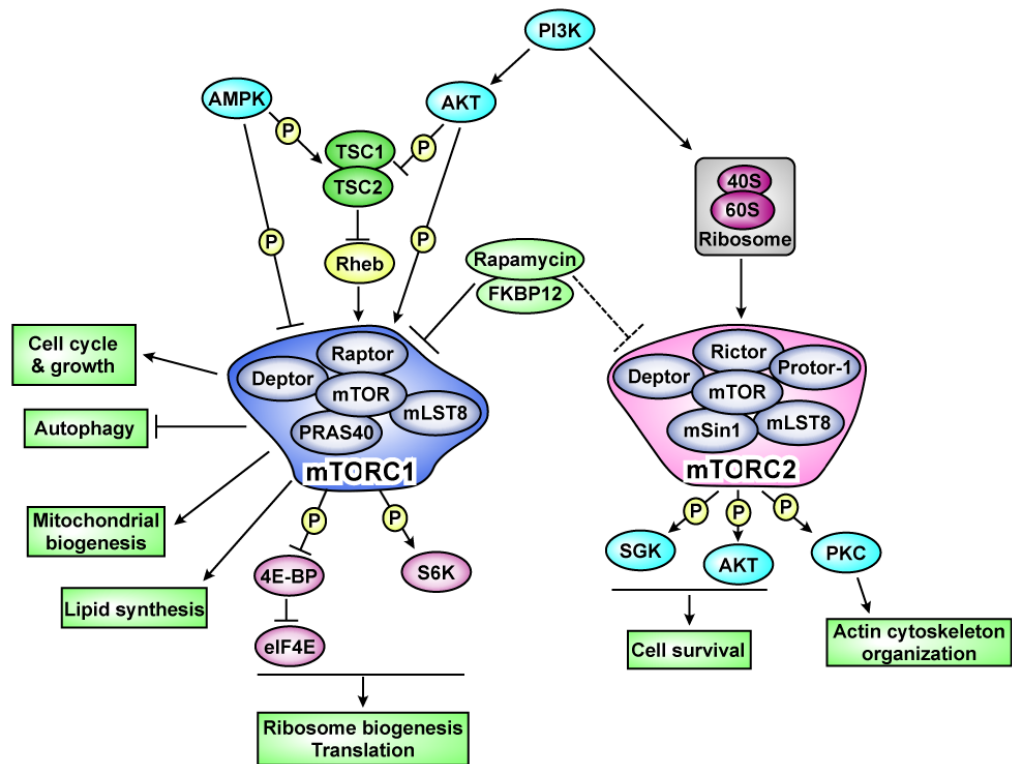 PI3K
AMPK
AKT
P
P
TSC1
TSC2
40S
60S
Ribosome
P
P
Rheb
Rapamycin
FKBP12
Cell cycle
& growth
Raptor
Deptor
mTOR
mLST8
PRAS40
mTORC1
Rictor
Protor-1
Deptor
mTOR
mLST8
mSin1
mTORC2
Autophagy
Mitochondrial
biogenesis
Lipid synthesis
P
P
4E-BP
S6K
eIF4E
Ribosome biogenesis
Translation
P
P
P
SGK
AKT
PKC
Cell survival
Actin cytoskeleton
organization